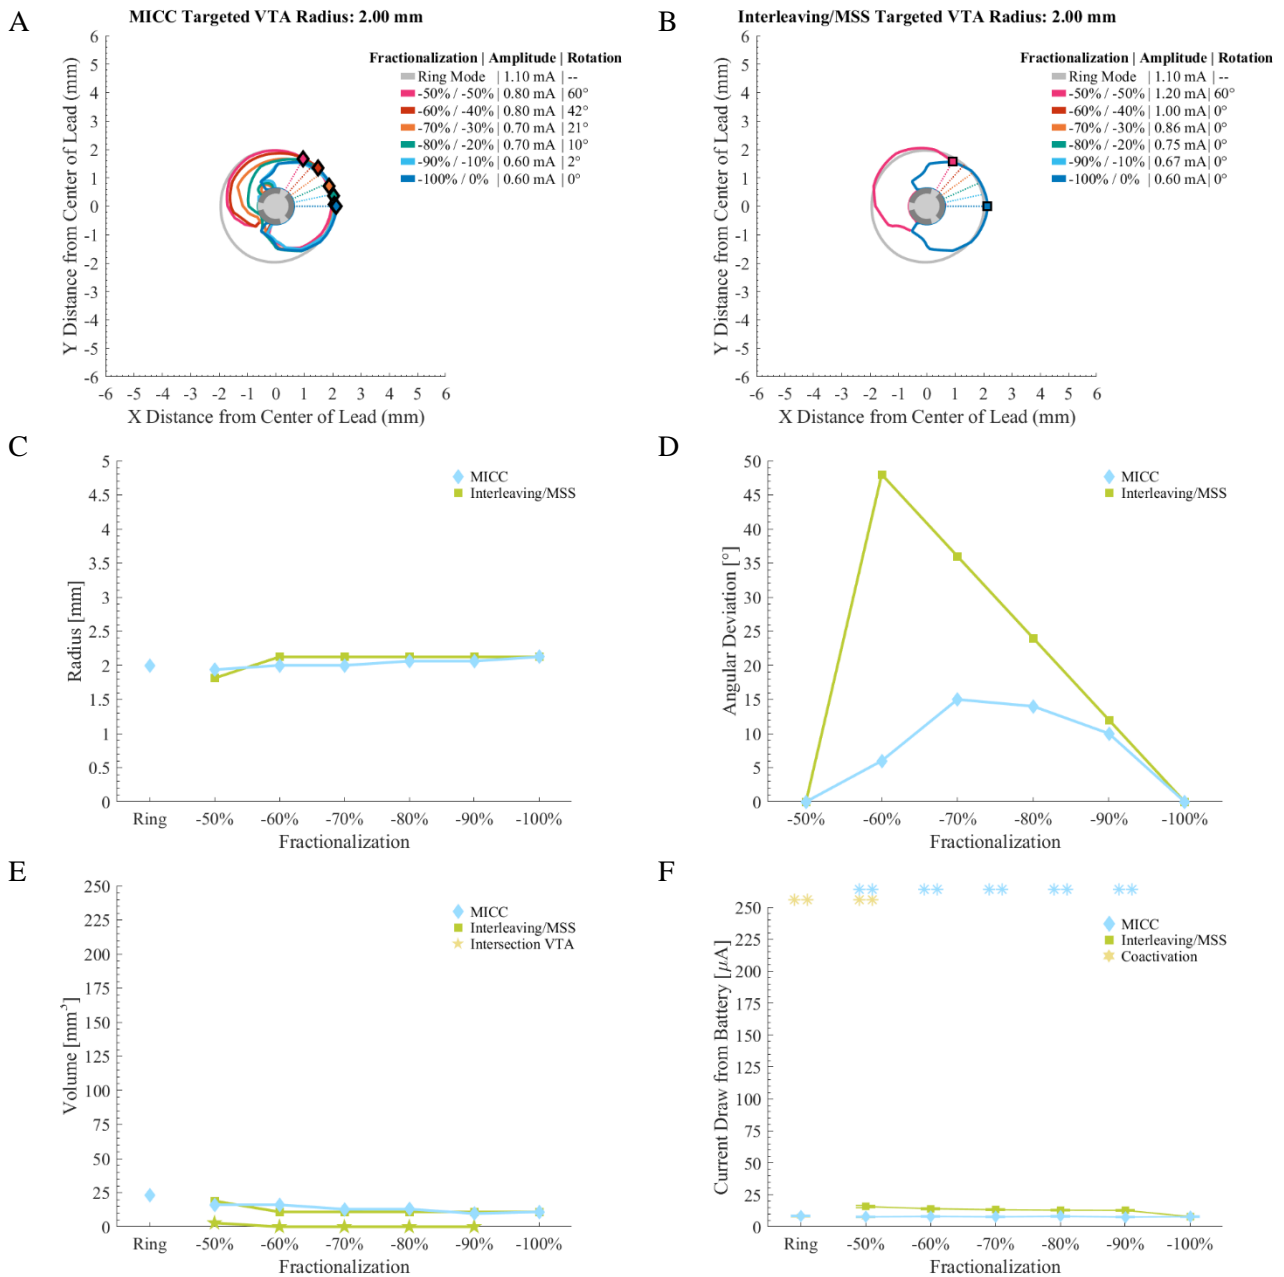 A
MICC Targeted VTA Radius: 2.00 mm
Fractionalization | Amplitude | Rotation
Ring Mode | 1.10 mA | --
-50% / -50% | 0.80 mA | 60°
-60% / -40% | 0.80 mA | 42°
-70% / -30% | 0.70 mA | 21°
-80% / -20% | 0.70 mA | 10°
-90% / -10% | 0.60 mA | 2°
-100% / 0% | 0.60 mA | 0°
Y Distance from Center of Lead (mm)
6
5
4
3
2
1
0
-1
-2
-3
-4
-5
-6
-6 -5 -4 -3 -2 -1 0 1 2 3 4 5 6
X Distance from Center of Lead (mm)
B
Interleaving/MSS Targeted VTA Radius: 2.00 mm
Fractionalization | Amplitude | Rotation
Ring Mode | 1.10 mA | --
-50% / -50% | 1.20 mA | 60°
-60% / -40% | 1.00 mA | 0°
-70% / -30% | 0.86 mA | 0°
-80% / -20% | 0.75 mA | 0°
-90% / -10% | 0.67 mA | 0°
-100% / 0% | 0.60 mA | 0°
Y Distance from Center of Lead (mm)
6
5
4
3
2
1
0
-1
-2
-3
-4
-5
-6
-6 -5 -4 -3 -2 -1 0 1 2 3 4 5 6
X Distance from Center of Lead (mm)
C
MICC
Interleaving/MSS
Radius [mm]
5
4.5
4
3.5
3
2.5
2
1.5
1
0.5
0
Ring -50% -60% -70% -80% -90% -100%
Fractionalization
D
MICC
Interleaving/MSS
Angular Deviation [°]
50
45
40
35
30
25
20
15
10
5
0
-50% -60% -70% -80% -90% -100%
Fractionalization
E
MICC
Interleaving/MSS
Intersection VTA
Volume [mm³]
250
225
200
175
150
125
100
75
50
25
0
Ring -50% -60% -70% -80% -90% -100%
Fractionalization
F
** ** ** ** **
** **
MICC
Interleaving/MSS
Coactivation
Current Draw from Battery [µA]
250
225
200
175
150
125
100
75
50
25
0
Ring -50% -60% -70% -80% -90% -100%
Fractionalization